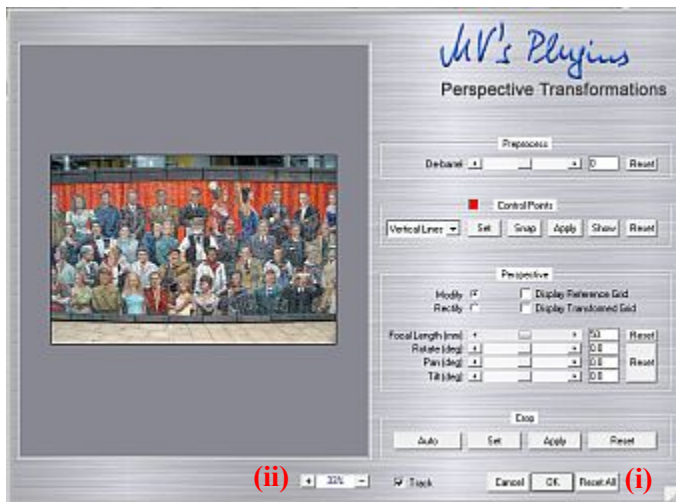 MV's Plugins
Perspective Transformations
Preprocess
De-barrel 0 Reset
Control Points
Vertical Lines Set Snap Apply Show Reset
Perspective
Modify Display Reference Grid
Rectify Display Transformed Grid
Focal Length (mm) 50 Reset
Rotate (deg) 0.0
Pan (deg) 0.0 Reset
Tilt (deg) 0.0
Crop
Auto Set Apply Reset
(ii) + 33% - Track Cancel OK Reset All (i)